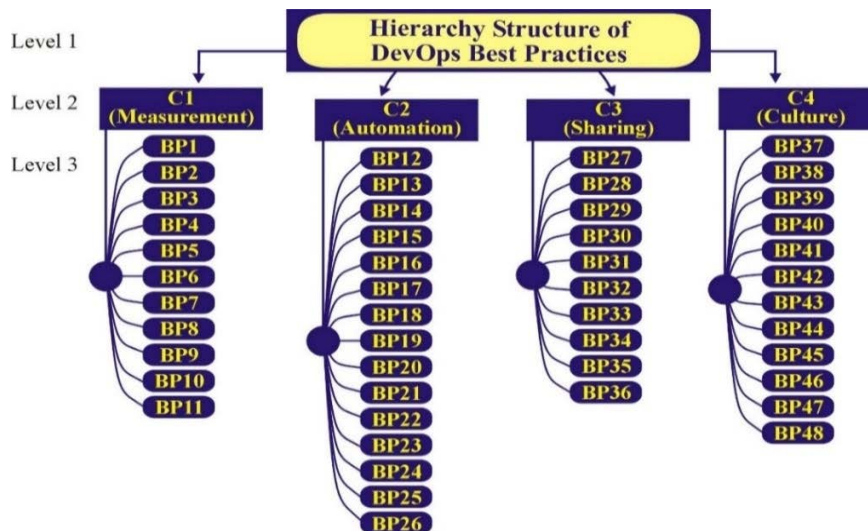 Level 1
Hierarchy Structure of
DevOps Best Practices
Level 2
C1
(Measurement)
C2
(Automation)
C3
(Sharing)
C4
(Culture)
Level 3
BP1
BP2
BP3
BP4
BP5
BP6
BP7
BP8
BP9
BP10
BP11
BP12
BP13
BP14
BP15
BP16
BP17
BP18
BP19
BP20
BP21
BP22
BP23
BP24
BP25
BP26
BP27
BP28
BP29
BP30
BP31
BP32
BP33
BP34
BP35
BP36
BP37
BP38
BP39
BP40
BP41
BP42
BP43
BP44
BP45
BP46
BP47
BP48